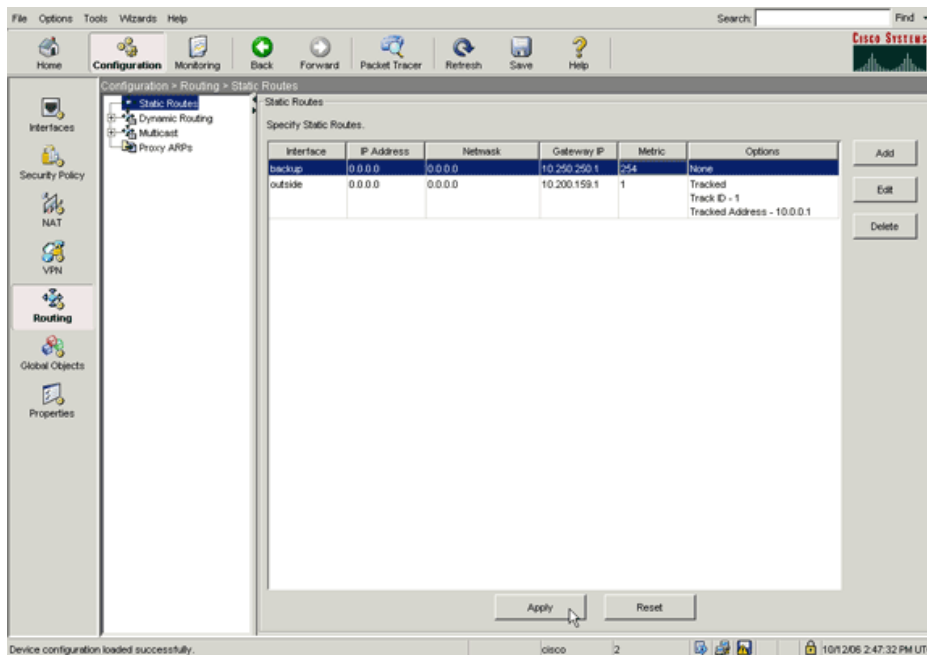 File Options Tools Wizards Help Search: Find
Home Configuration Monitoring Back Forward Packet Tracer Refresh Save Help
CISCO SYSTEMS
Configuration > Routing > Static Routes
Interfaces
Security Policy
NAT
VPN
Routing
Global Objects
Properties
Static Routes
Dynamic Routing
Multicast
Proxy ARPs
Static Routes
Specify Static Routes.
Interface IP Address Netmask Gateway IP Metric Options
backup 0.0.0.0 0.0.0.0 10.250.250.1 254 None
outside 0.0.0.0 0.0.0.0 10.200.159.1 1 Tracked
Track ID - 1
Tracked Address - 10.0.0.1
Add
Edit
Delete
Apply Reset
Device configuration loaded successfully. cisco 2 10/12/06 2:47:32 PM UT